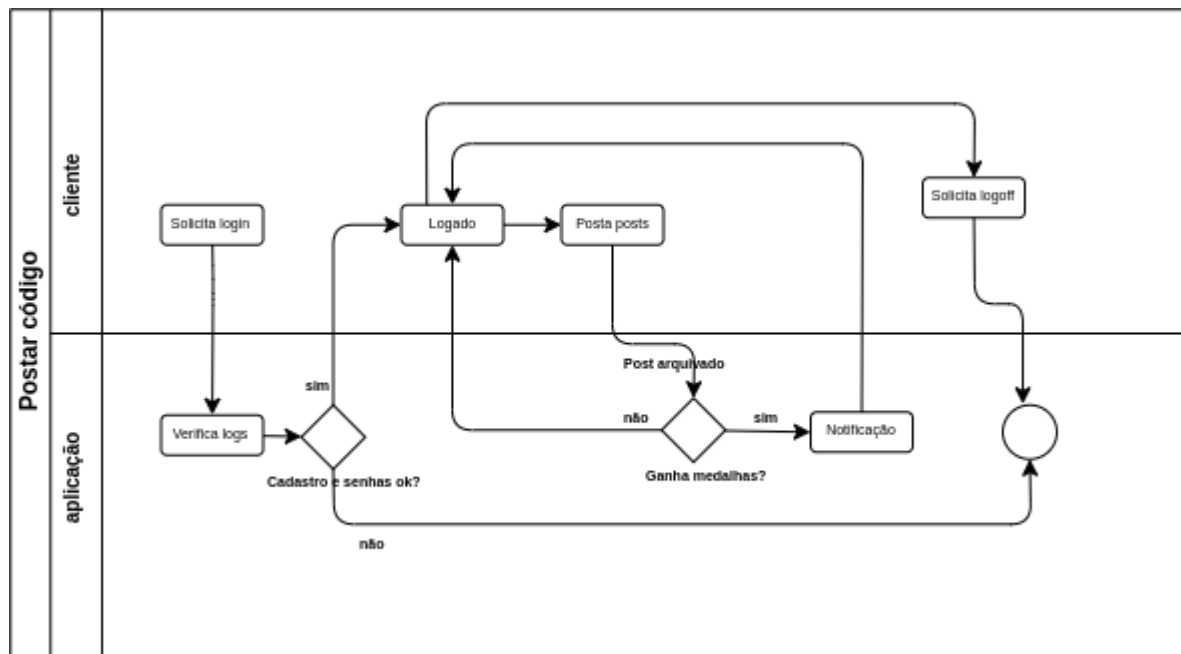 Postar código
cliente
aplicação
Solicita login
Logado
Posta posts
Solicita logoff
Post arquivado
sim
não
sim
Verifica logs
Notificação
Cadastro e senhas ok?
Ganha medalhas?
não